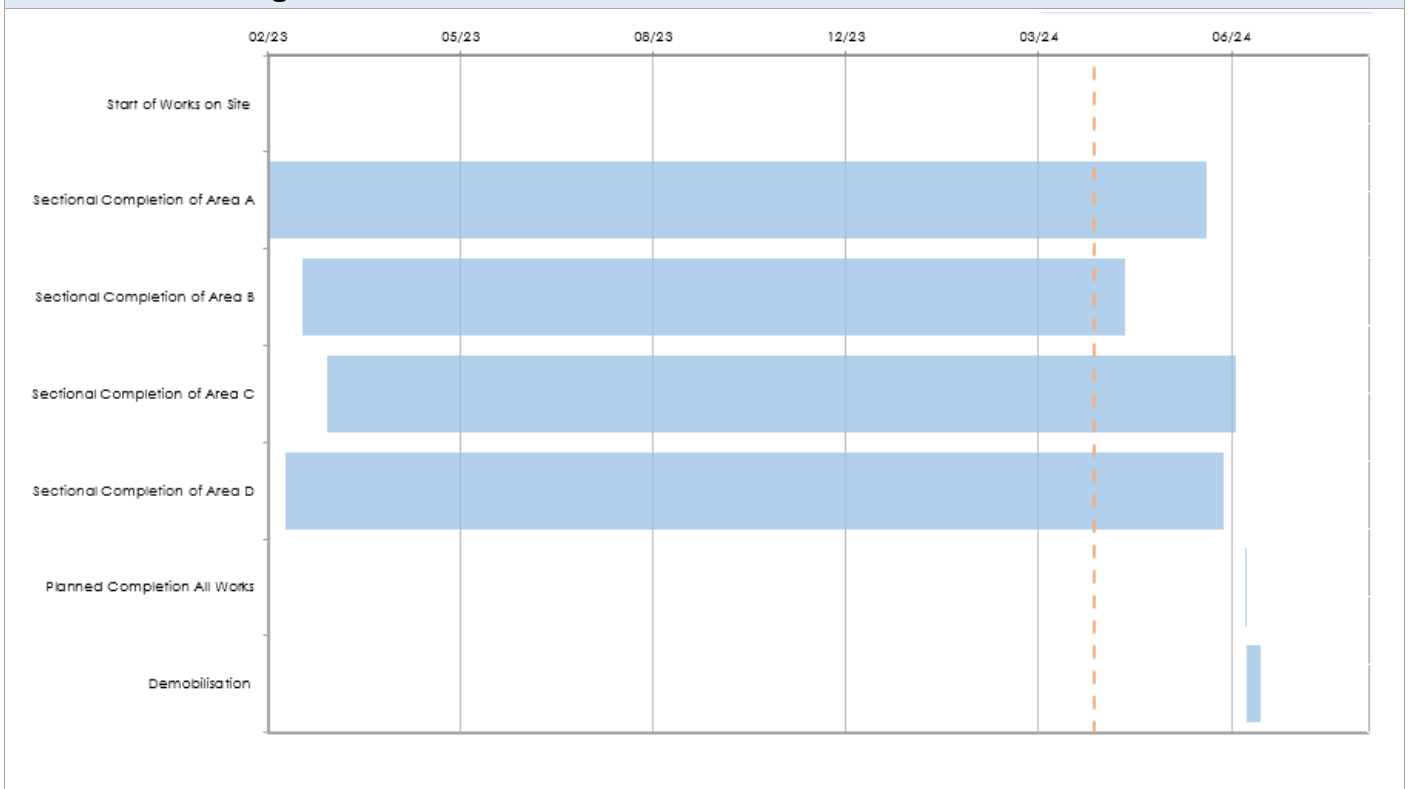 02/23 05/23 08/23 12/23 03/24 06/24
Start of Works on Site
Sectional Completion of Area A
Sectional Completion of Area B
Sectional Completion of Area C
Sectional Completion of Area D
Planned Completion All Works
Demobilisation